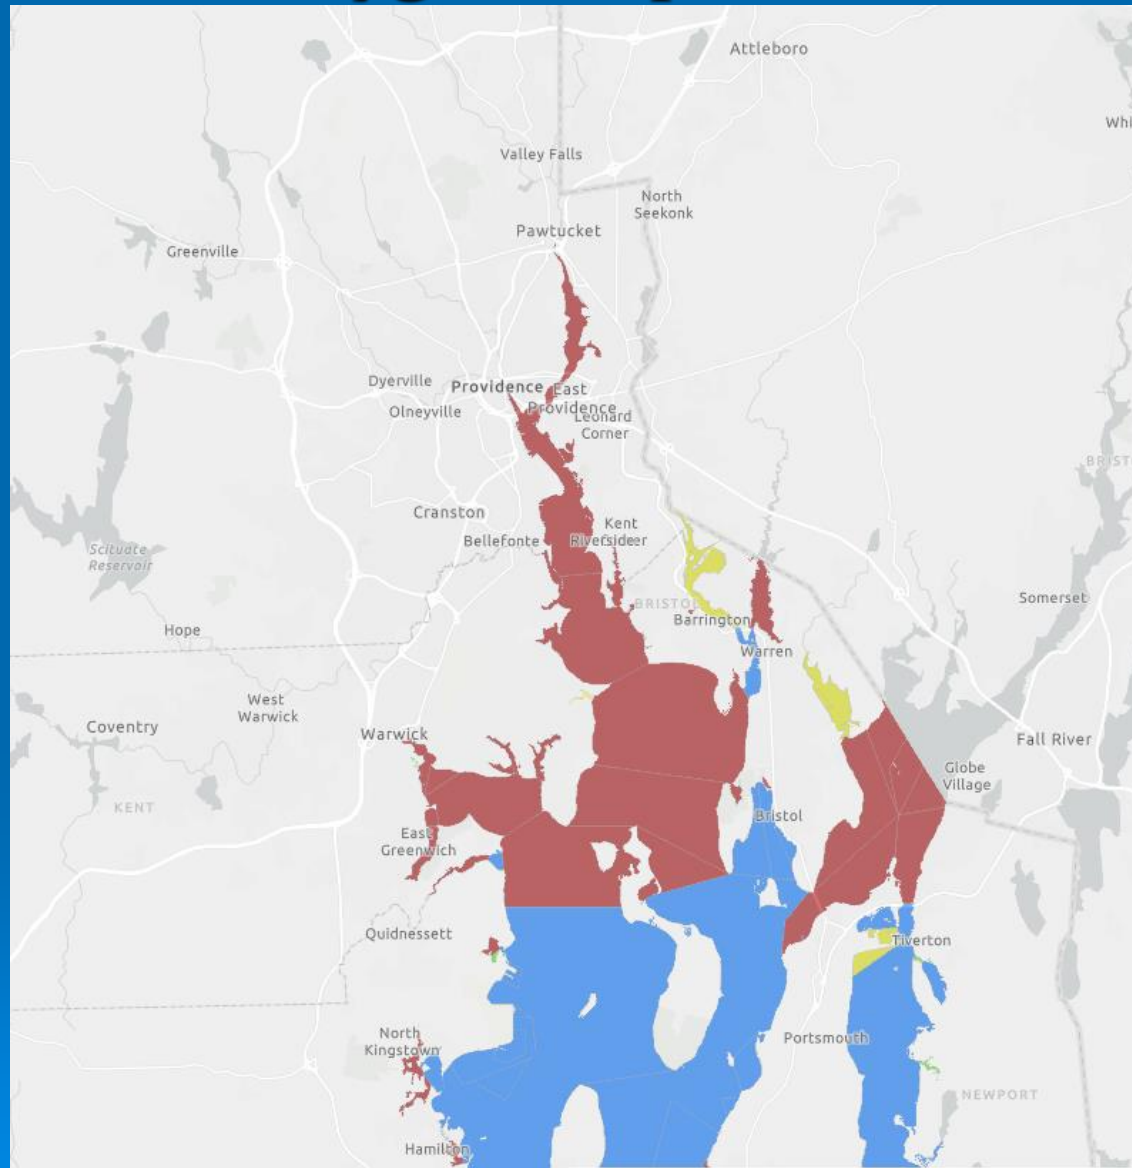 Attleboro
Whi
Valley Falls
North
Seekonk
Pawtucket
Greenville
Dyerville
Providence
East
Providence
Olneyville
Leonard
Corner
BRIST
Cranston
Kent
Bellefonte
Riverside
Scituate
Reservoir
Somerset
BRISTOL
Barrington
Hope
Warren
West
Warwick
Coventry
Warwick
Fall River
Globe
Village
KENT
Bristol
East
Greenwich
Quidnessett
Tiverton
North
Kingstown
Portsmouth
NEWPORT
Hamilton